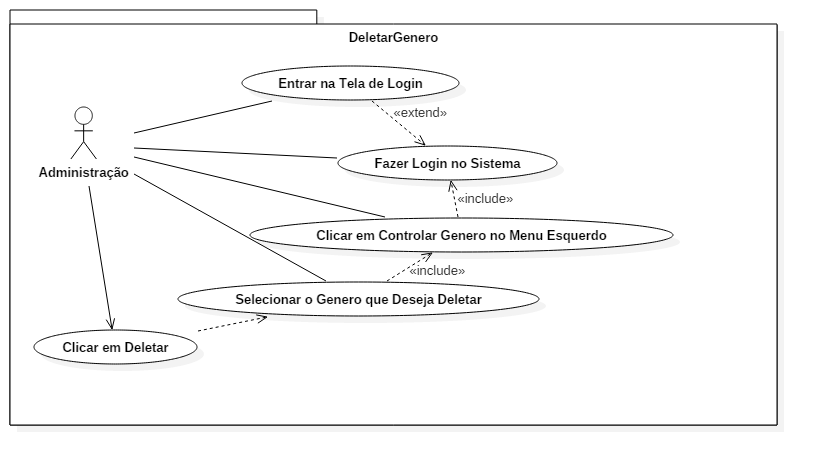 DeletarGenero
Entrar na Tela de Login
«extend»
Fazer Login no Sistema
Administração
«include»
Clicar em Controlar Genero no Menu Esquerdo
«include»
Selecionar o Genero que Deseja Deletar
Clicar em Deletar